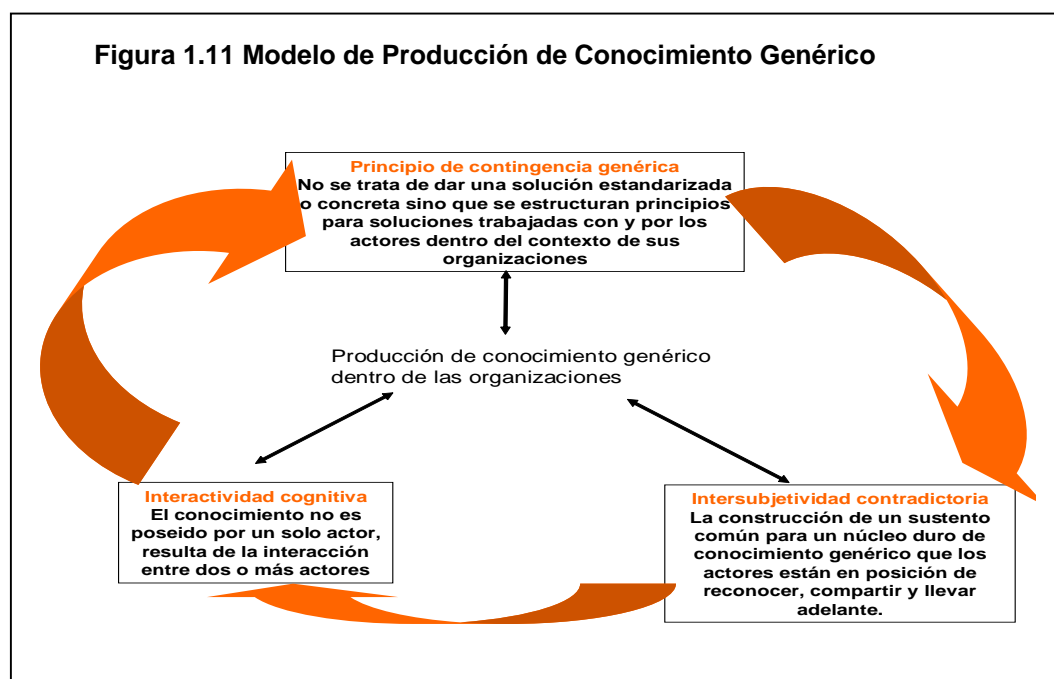 Figura 1.11 Modelo de Producción de Conocimiento Genérico
Principio de contingencia genérica
No se trata de dar una solución estandarizada
o concreta sino que se estructuran principios
para soluciones trabajadas con y por los
actores dentro del contexto de sus
organizaciones
Producción de conocimiento genérico
dentro de las organizaciones
Interactividad cognitiva
El conocimiento no es
poseido por un solo actor,
resulta de la interacción
entre dos o más actores
Intersubjetividad contradictoria
La construcción de un sustento
común para un núcleo duro de
conocimiento genérico que los
actores están en posición de
reconocer, compartir y llevar
adelante.